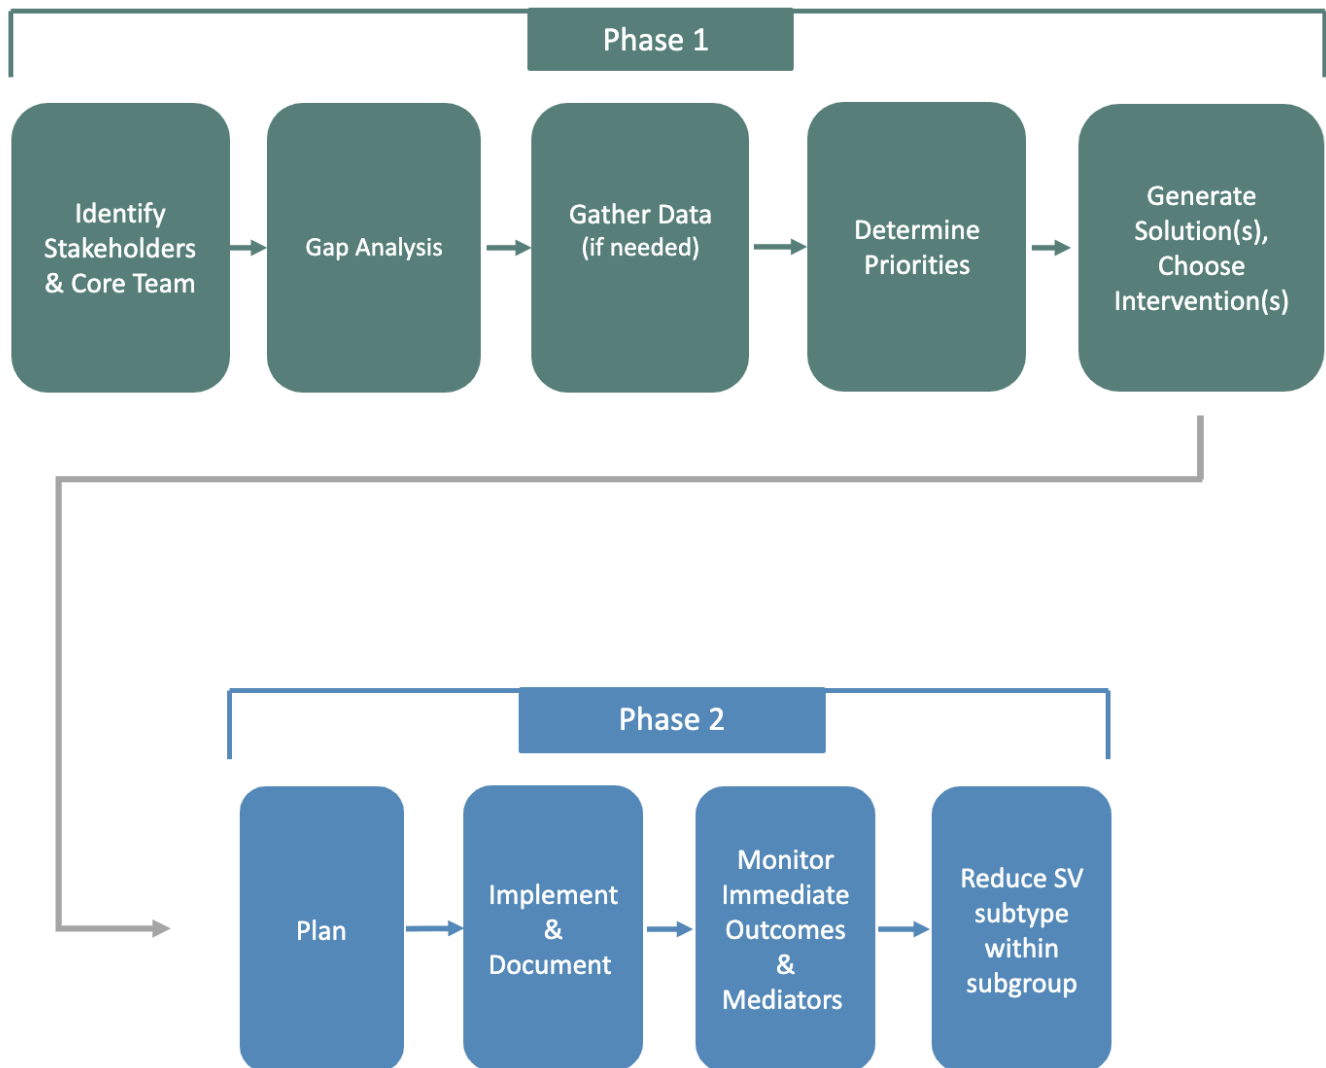 Phase 1
Identify
Stakeholders
& Core Team
Gap Analysis
Gather Data
(if needed)
Determine
Priorities
Generate
Solution(s),
Choose
Intervention(s)
Phase 2
Plan
Implement
&
Document
Monitor
Immediate
Outcomes
&
Mediators
Reduce SV
subtype
within
subgroup